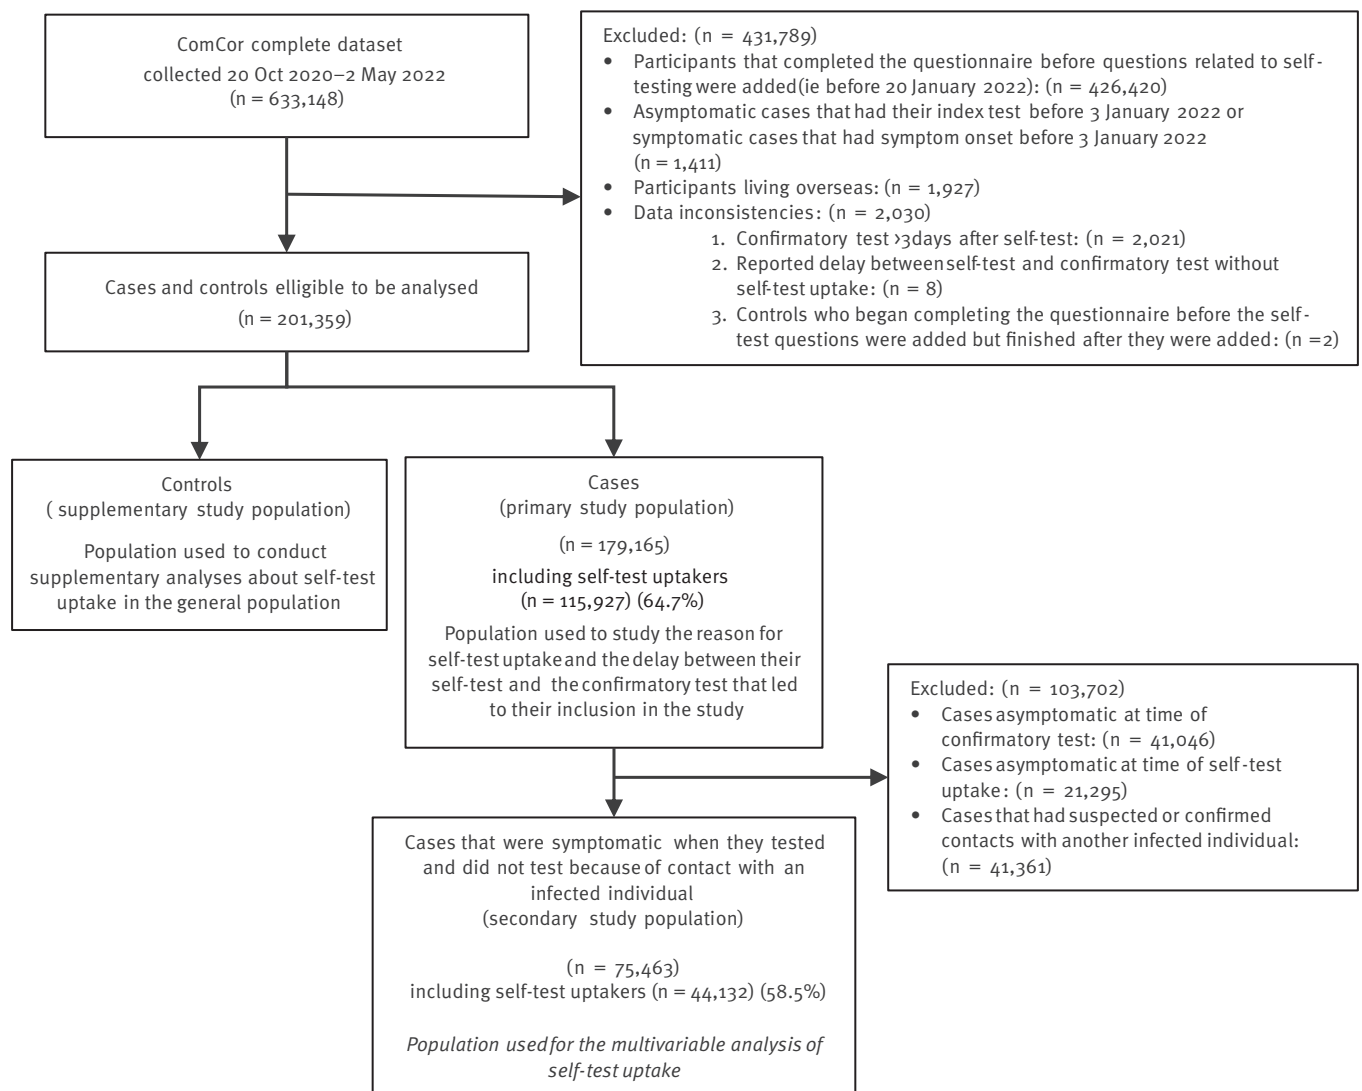 ComCor complete dataset
collected 20 Oct 2020–2 May 2022
(n = 633,148)
Excluded: (n = 431,789)
• Participants that completed the questionnaire before questions related to self-
testing were added(ie before 20 January 2022): (n = 426,420)
• Asymptomatic cases that had their index test before 3 January 2022 or
symptomatic cases that had symptom onset before 3 January 2022
(n = 1,411)
• Participants living overseas: (n = 1,927)
• Data inconsistencies: (n = 2,030)
1. Confirmatory test >3days after self-test: (n = 2,021)
2. Reported delay between self-test and confirmatory test without
self-test uptake: (n = 8)
3. Controls who began completing the questionnaire before the self-
test questions were added but finished after they were added: (n =2)
Cases and controls elligible to be analysed
(n = 201,359)
Controls
( supplementary study population)
Population used to conduct
supplementary analyses about self-test
uptake in the general population
Cases
(primary study population)
(n = 179,165)
including self-test uptakers
(n = 115,927) (64.7%)
Population used to study the reason for
self-test uptake and the delay between their
self-test and the confirmatory test that led
to their inclusion in the study
Excluded: (n = 103,702)
• Cases asymptomatic at time of
confirmatory test: (n = 41,046)
• Cases asymptomatic at time of self-test
uptake: (n = 21,295)
• Cases that had suspected or confirmed
contacts with another infected individual:
(n = 41,361)
Cases that were symptomatic when they tested
and did not test because of contact with an
infected individual
(secondary study population)
(n = 75,463)
including self-test uptakers (n = 44,132) (58.5%)
Population used for the multivariable analysis of
self-test uptake